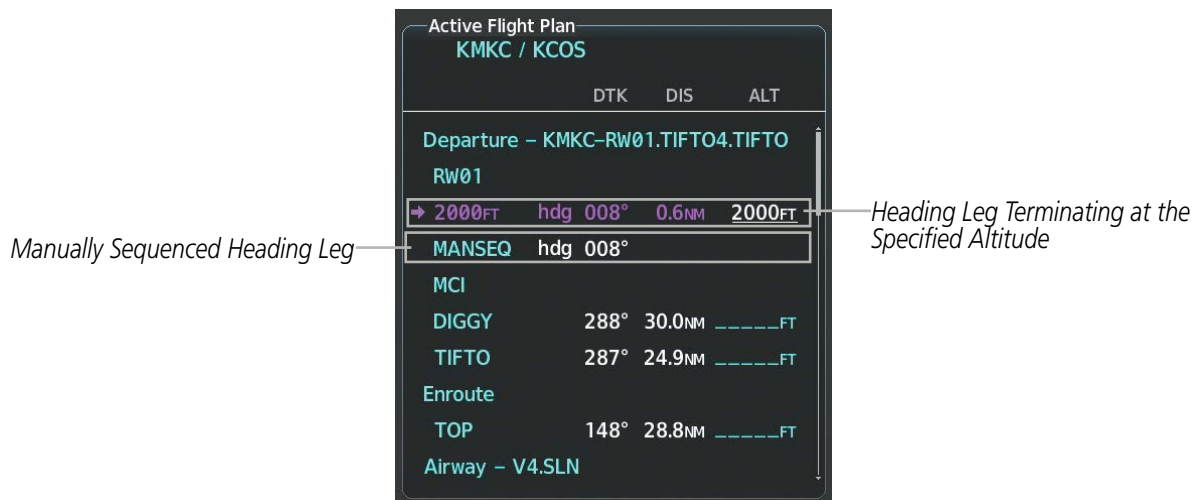 Active Flight Plan
KMKC / KCOS
DTK DIS ALT
Departure – KMKC–RW01.TIFTO4.TIFTO
RW01
➔ 2000FT hdg 008° 0.6NM 2000FT
Heading Leg Terminating at the
Specified Altitude
Manually Sequenced Heading Leg
MANSEQ hdg 008°
MCI
DIGGY 288° 30.0NM _____FT
TIFTO 287° 24.9NM _____FT
Enroute
TOP 148° 28.8NM _____FT
Airway – V4.SLN